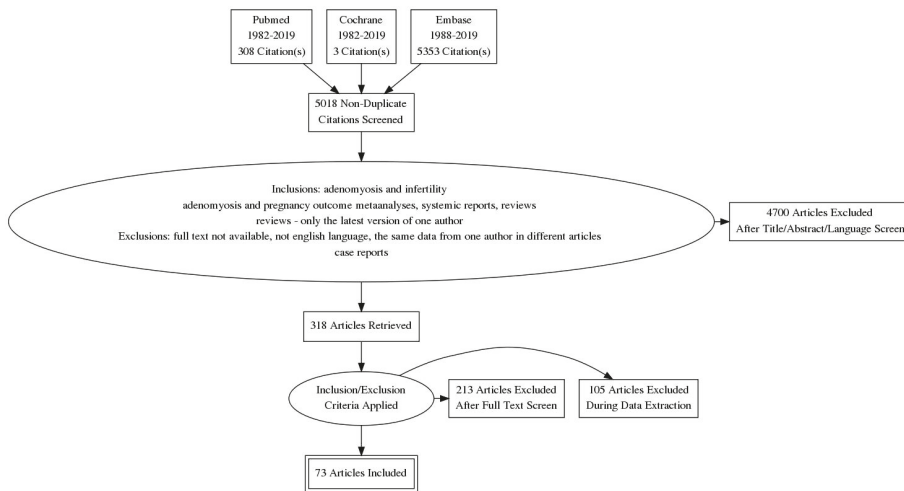 Pubmed
1982-2019
308 Citation(s)
Cochrane
1982-2019
3 Citation(s)
Embase
1988-2019
5353 Citation(s)
5018 Non-Duplicate
Citations Screened
Inclusions: adenomyosis and infertility
adenomyosis and pregnancy outcome metaanalyses, systemic reports, reviews
reviews - only the latest version of one author
Exclusions: full text not available, not english language, the same data from one author in different articles
case reports
4700 Articles Excluded
After Title/Abstract/Language Screen
318 Articles Retrieved
Inclusion/Exclusion
Criteria Applied
213 Articles Excluded
After Full Text Screen
105 Articles Excluded
During Data Extraction
73 Articles Included